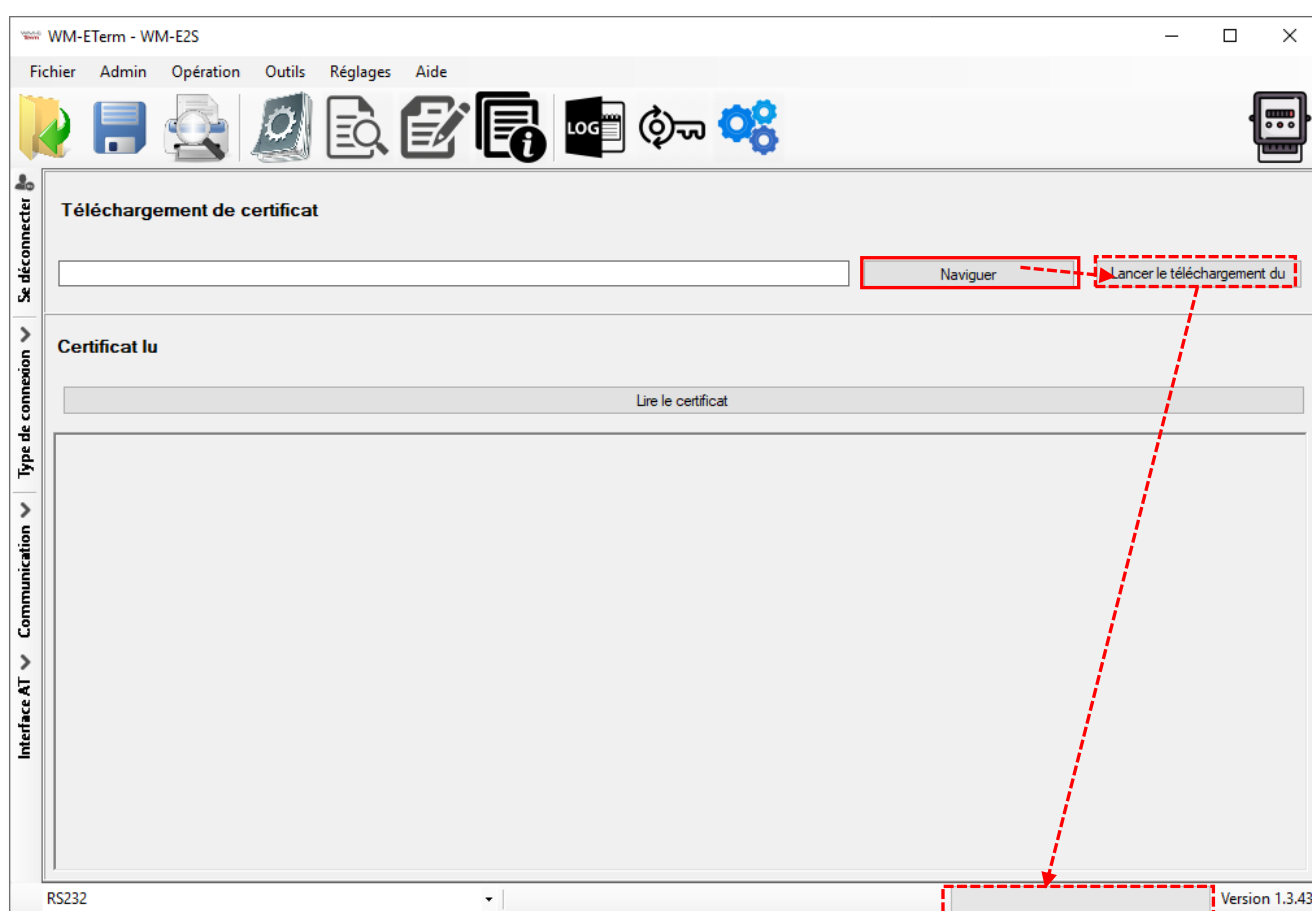 WM-ETerm - WM-E2S
Fichier Admin Opération Outils Réglages Aide
LOG
Se déconnecter
Type de connexion
Communication
Interface AT
Téléchargement de certificat
Naviguer
Lancer le téléchargement du
Certificat lu
Lire le certificat
RS232
Version 1.3.43